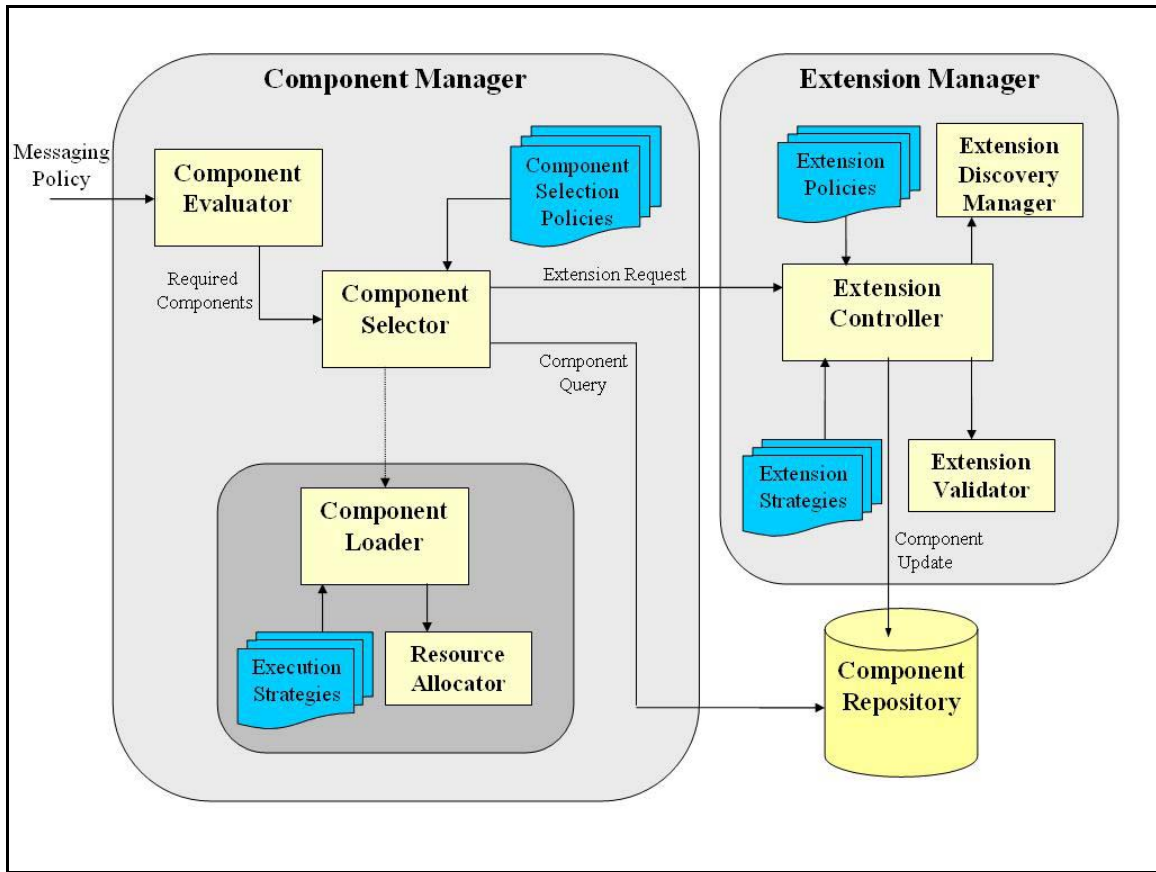 Component Manager
Extension Manager
Messaging
Policy
Component
Evaluator
Component
Selection
Policies
Extension
Policies
Extension
Discovery
Manager
Required
Components
Component
Selector
Extension Request
Extension
Controller
Component
Query
Component
Loader
Extension
Strategies
Extension
Validator
Component
Update
Execution
Strategies
Resource
Allocator
Component
Repository